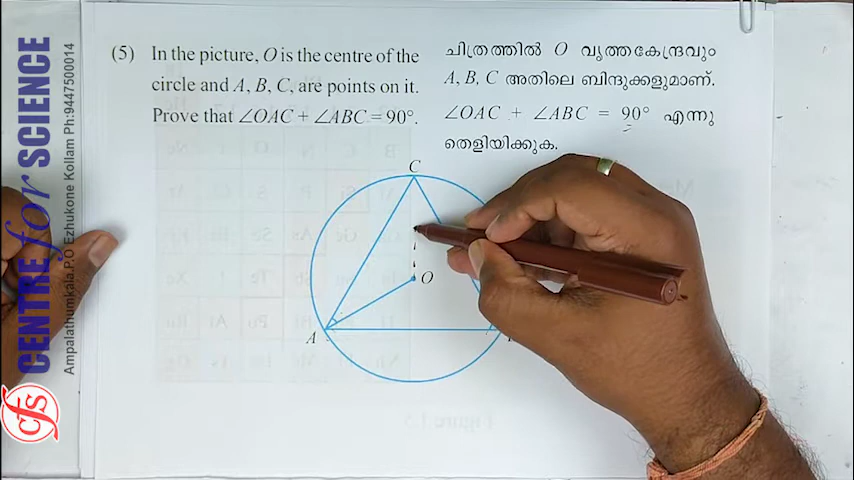 (5) In the picture, O is the centre of the
circle and A, B, C, are points on it.
Prove that ∠OAC + ∠ABC = 90°.
ചിത്രത്തിൽ O വൃത്തകേന്ദ്രവും
A, B, C അതിലെ ബിന്ദുക്കളുമാണ്.
∠OAC + ∠ABC = 90° എന്നു
തെളിയിക്കുക.
C
O
A
CENTRE for SCIENCE
Ampalathumkala.P.O Ezhukone Kollam Ph:9447500014
cfs